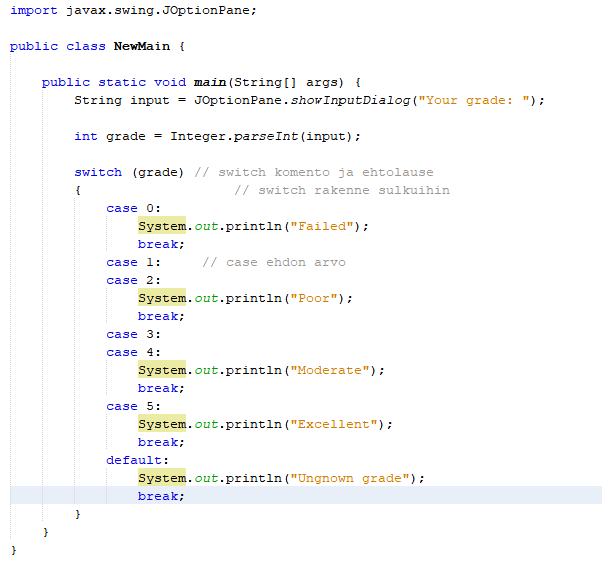 import javax.swing.JOptionPane;
public class NewMain {
public static void main(String[] args) {
String input = JOptionPane.showInputDialog("Your grade: ");
int grade = Integer.parseInt(input);
switch (grade) // switch komento ja ehtolause
{ // switch rakenne sulkuihin
case 0:
System.out.println("Failed");
break;
case 1: // case ehdon arvo
case 2:
System.out.println("Poor");
break;
case 3:
case 4:
System.out.println("Moderate");
break;
case 5:
System.out.println("Excellent");
break;
default:
System.out.println("Ungnown grade");
break;
}
}
}